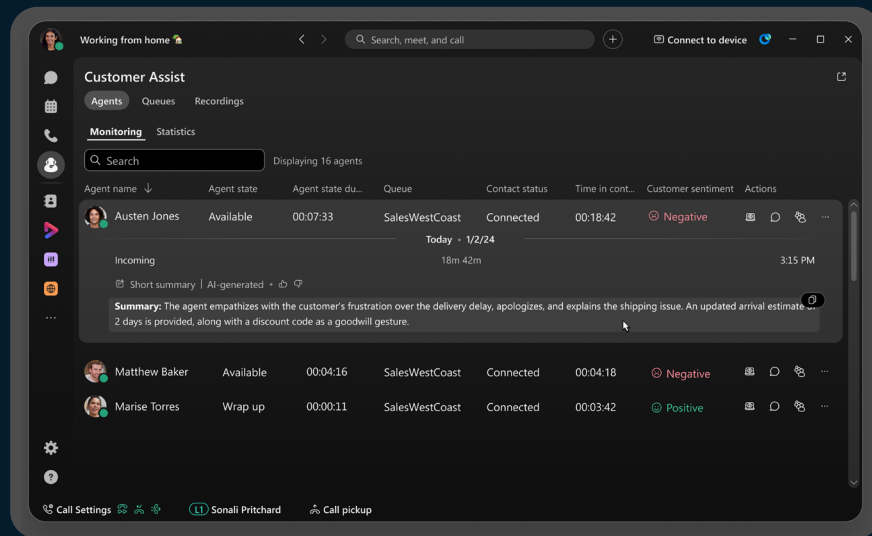 Working from home
Search, meet, and call
Connect to device
Customer Assist
Agents Queues Recordings
Monitoring Statistics
Search
Displaying 16 agents
Agent name Agent state Agent state du... Queue Contact status Time in cont... Customer sentiment Actions
Austen Jones Available 00:07:33 SalesWestCoast Connected 00:18:42 Negative
Today • 1/2/24
Incoming 18m 42m 3:15 PM
Short summary | AI-generated •
Summary: The agent empathizes with the customer's frustration over the delivery delay, apologizes, and explains the shipping issue. An updated arrival estimate
2 days is provided, along with a discount code as a goodwill gesture.
Matthew Baker Available 00:04:16 SalesWestCoast Connected 00:04:18 Negative
Marise Torres Wrap up 00:00:11 SalesWestCoast Connected 00:03:42 Positive
Call Settings L1 Sonali Pritchard Call pickup